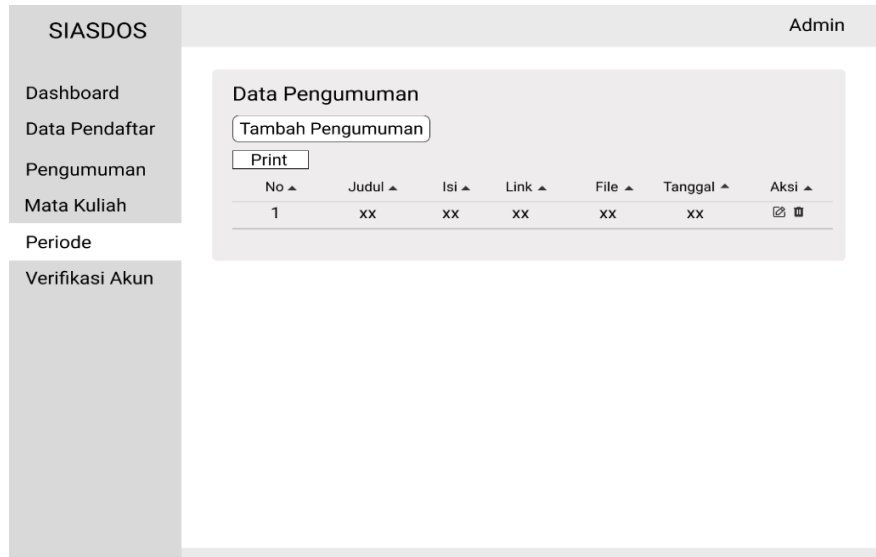 SIASDOS
Admin
Dashboard
Data Pendaftar
Pengumuman
Mata Kuliah
Periode
Verifikasi Akun
Data Pengumuman
Tambah Pengumuman
Print
No Judul Isi Link File Tanggal Aksi
1 xx xx xx xx xx